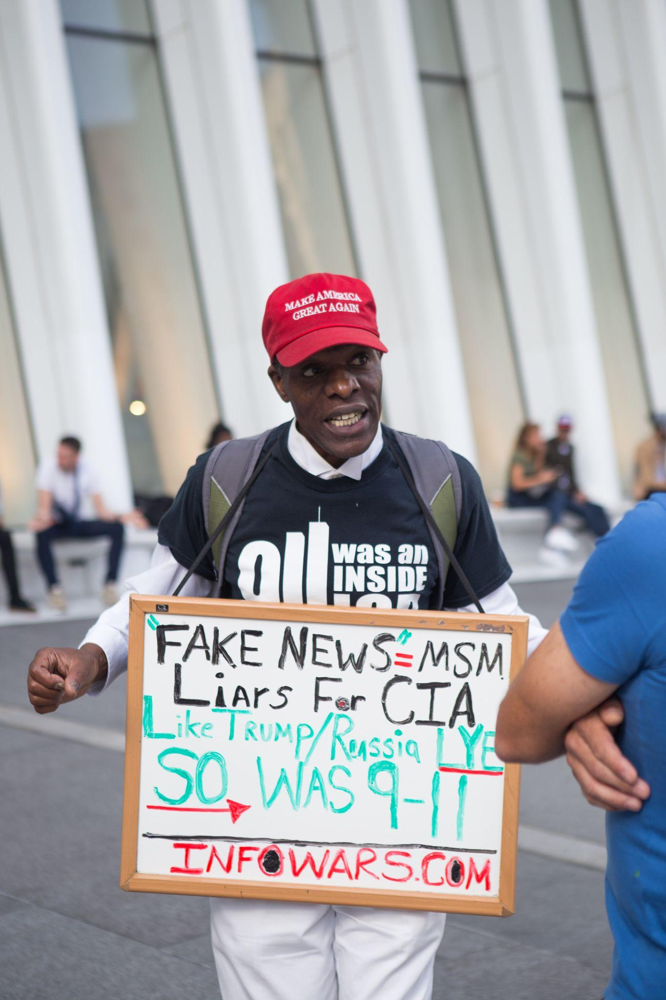 MAKE AMERICA
GREAT AGAIN
911
was an
INSIDE
"FAKE NEWS" = MSM
LiArs For CIA
Like TRUMP/Russia LYE
SO WAS 9-11
INFOWARS.COM